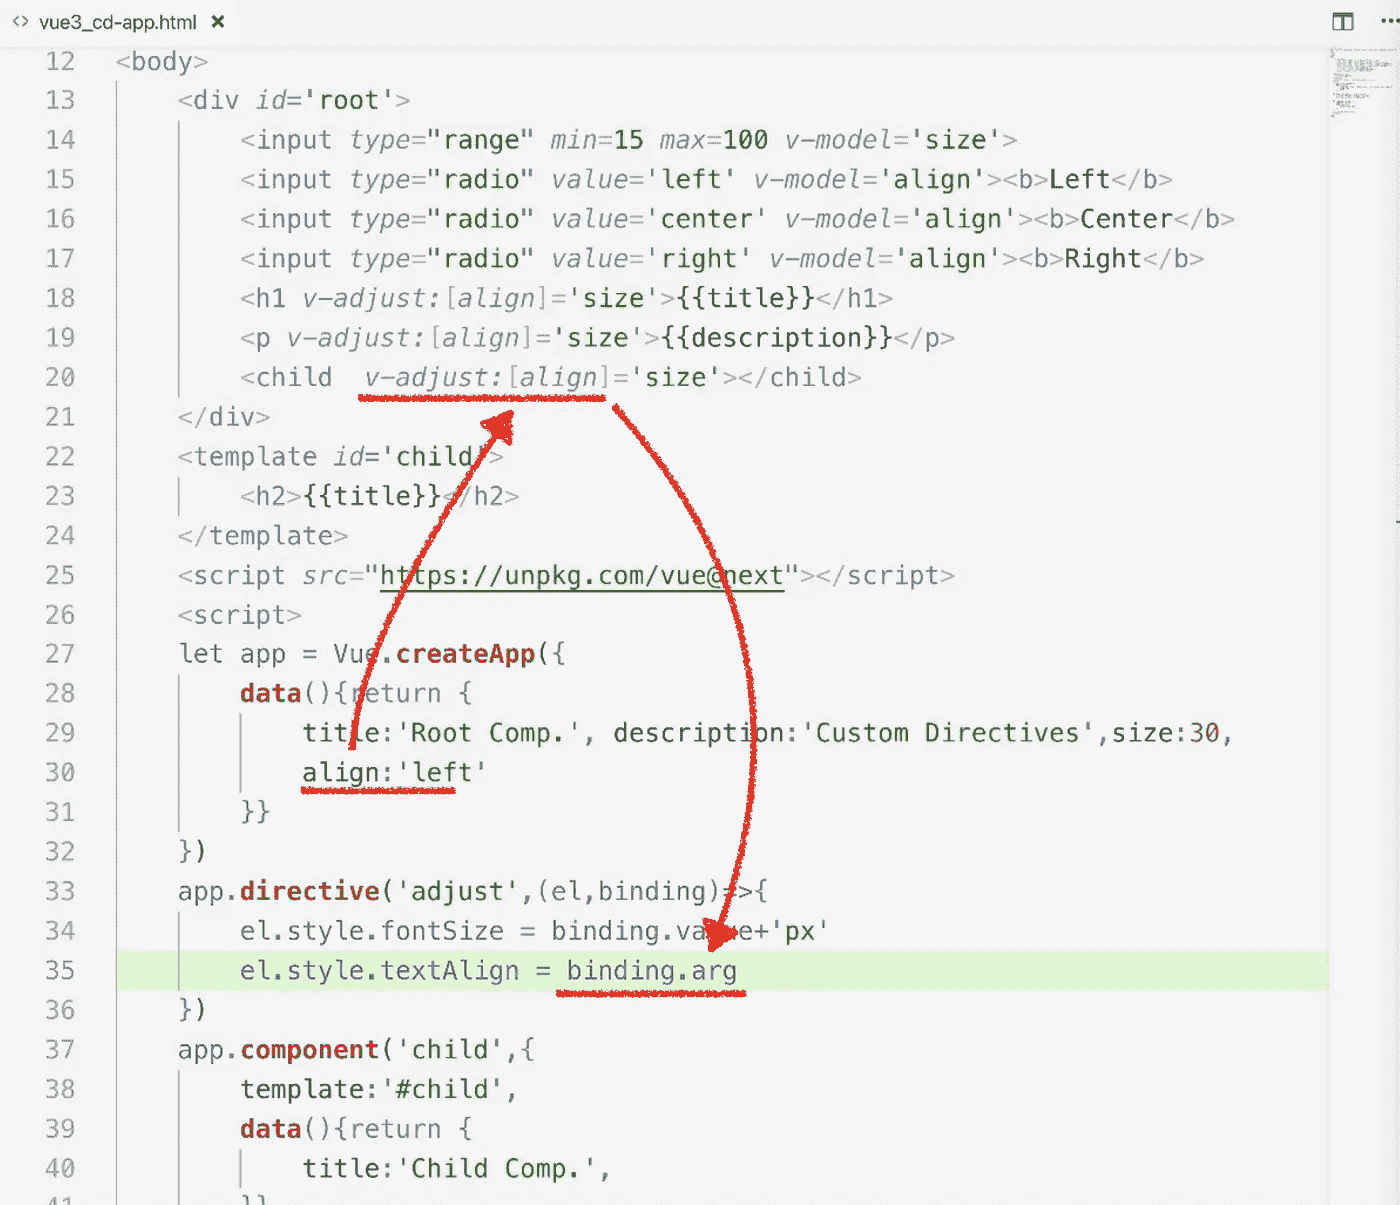 <> vue3_cd-app.html ×
12 <body>
13 <div id='root'>
14 <input type="range" min=15 max=100 v-model='size'>
15 <input type="radio" value='left' v-model='align'><b>Left</b>
16 <input type="radio" value='center' v-model='align'><b>Center</b>
17 <input type="radio" value='right' v-model='align'><b>Right</b>
18 <h1 v-adjust:[align]='size'>{{title}}</h1>
19 <p v-adjust:[align]='size'>{{description}}</p>
20 <child  v-adjust:[align]='size'></child>
21 </div>
22 <template id='child'>
23 <h2>{{title}}</h2>
24 </template>
25 <script src="https://unpkg.com/vue@next"></script>
26 <script>
27 let app = Vue.createApp({
28 data(){return {
29 title:'Root Comp.', description:'Custom Directives',size:30,
30 align:'left'
31 }}
32 })
33 app.directive('adjust',(el,binding)=>{
34 el.style.fontSize = binding.value+'px'
35 el.style.textAlign = binding.arg
36 })
37 app.component('child',{
38 template:'#child',
39 data(){return {
40 title:'Child Comp.',
41 }}